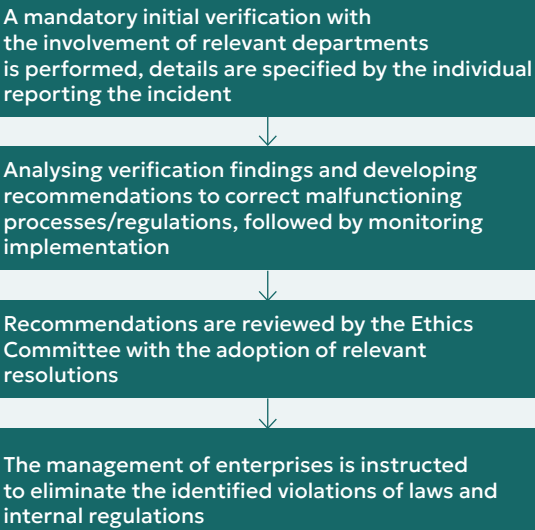 A mandatory initial verification with
the involvement of relevant departments
is performed, details are specified by the individual
reporting the incident
Analysing verification findings and developing
recommendations to correct malfunctioning
processes/regulations, followed by monitoring
implementation
Recommendations are reviewed by the Ethics
Committee with the adoption of relevant
resolutions
The management of enterprises is instructed
to eliminate the identified violations of laws and
internal regulations